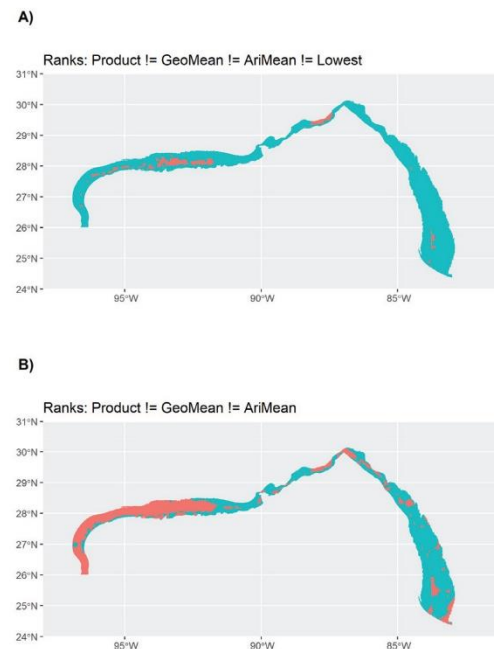 A)
Ranks: Product != GeoMean != AriMean != Lowest
31°N
30°N
29°N
28°N
27°N
26°N
25°N
24°N
95°W 90°W 85°W
B)
Ranks: Product != GeoMean != AriMean
31°N
30°N
29°N
28°N
27°N
26°N
25°N
24°N
95°W 90°W 85°W